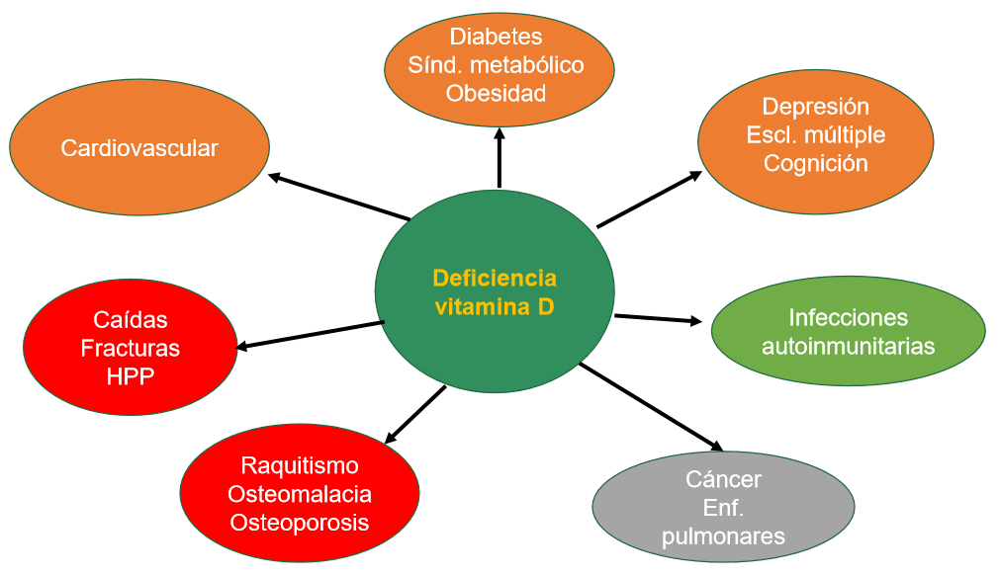 Diabetes
Sínd. metabólico
Obesidad
Depresión
Escl. múltiple
Cognición
Cardiovascular
Deficiencia
vitamina D
Infecciones
autoinmunitarias
Caídas
Fracturas
HPP
Raquitismo
Osteomalacia
Osteoporosis
Cáncer
Enf.
pulmonares